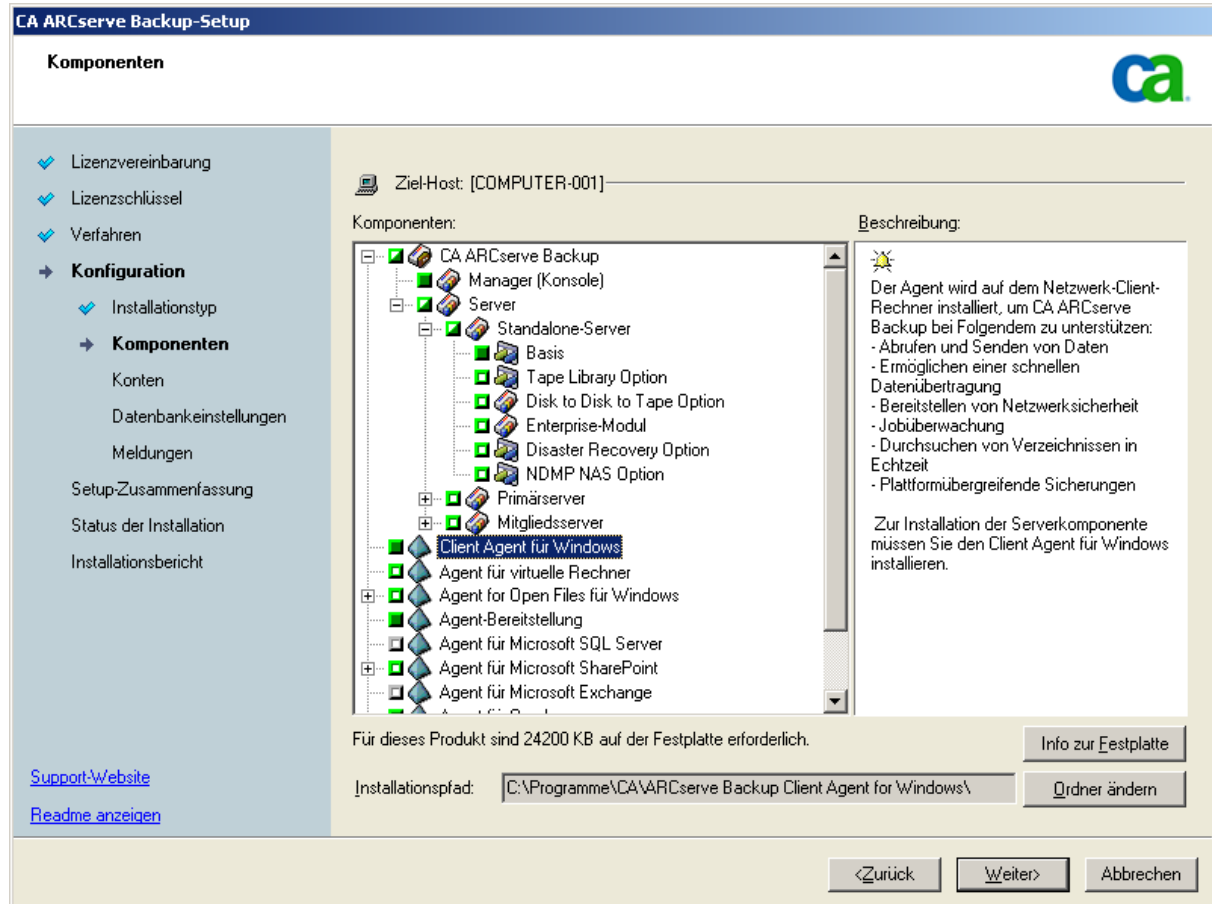 CA ARCserve Backup-Setup
Komponenten
ca
Lizenzvereinbarung
Lizenzschlüssel
Verfahren
Konfiguration
Installationstyp
Komponenten
Konten
Datenbankeinstellungen
Meldungen
Setup-Zusammenfassung
Status der Installation
Installationsbericht
Support-Website
Readme anzeigen
Ziel-Host: [COMPUTER-001]
Komponenten:
CA ARCserve Backup
Manager (Konsole)
Server
Standalone-Server
Basis
Tape Library Option
Disk to Disk to Tape Option
Enterprise-Modul
Disaster Recovery Option
NDMP NAS Option
Primärserver
Mitgliedsserver
Client Agent für Windows
Agent für virtuelle Rechner
Agent for Open Files für Windows
Agent-Bereitstellung
Agent für Microsoft SQL Server
Agent für Microsoft SharePoint
Agent für Microsoft Exchange
Beschreibung:
Der Agent wird auf dem Netzwerk-Client-
Rechner installiert, um CA ARCserve
Backup bei Folgendem zu unterstützen:
- Abrufen und Senden von Daten
- Ermöglichen einer schnellen
Datenübertragung
- Bereitstellen von Netzwerksicherheit
- Jobüberwachung
- Durchsuchen von Verzeichnissen in
Echtzeit
- Plattformübergreifende Sicherungen
Zur Installation der Serverkomponente
müssen Sie den Client Agent für Windows
installieren.
Für dieses Produkt sind 24200 KB auf der Festplatte erforderlich.
Info zur Festplatte
Installationspfad:
C:\Programme\CA\ARCserve Backup Client Agent for Windows\
Ordner ändern
<Zurück
Weiter>
Abbrechen